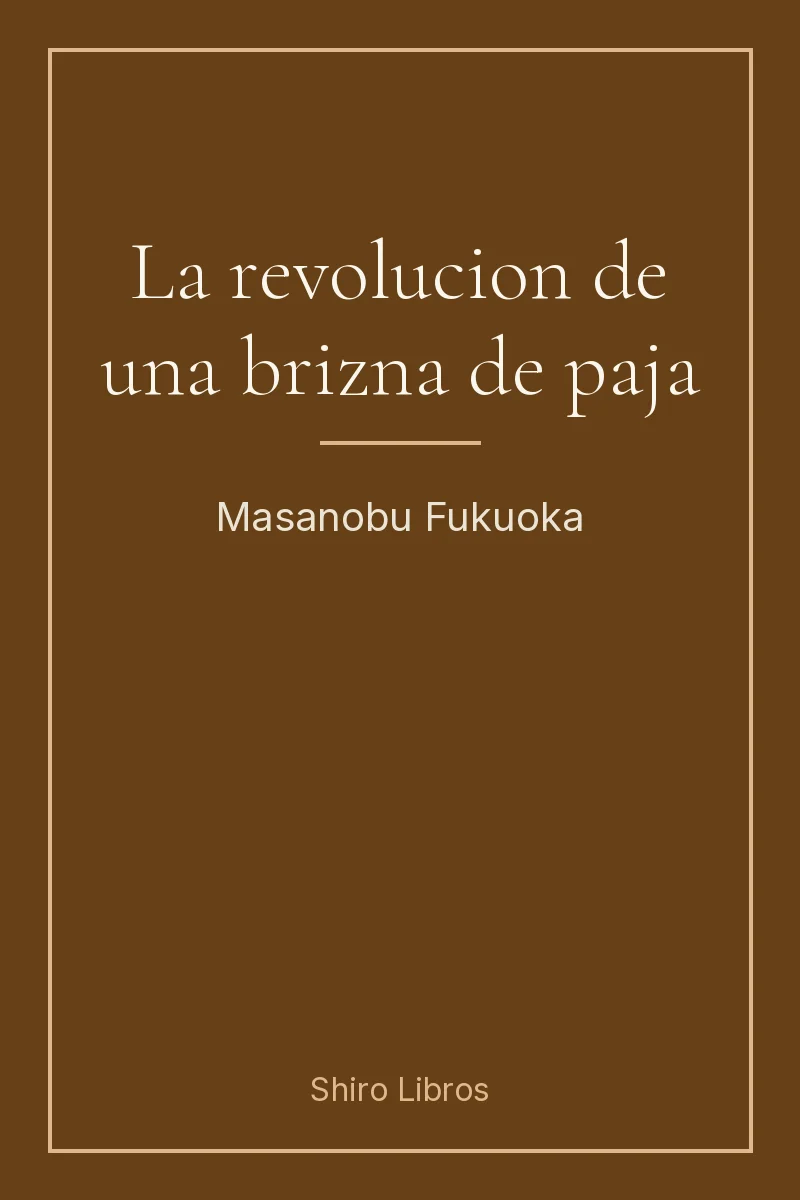 La revolucion de
una brizna de paja
Masanobu Fukuoka
Shiro Libros